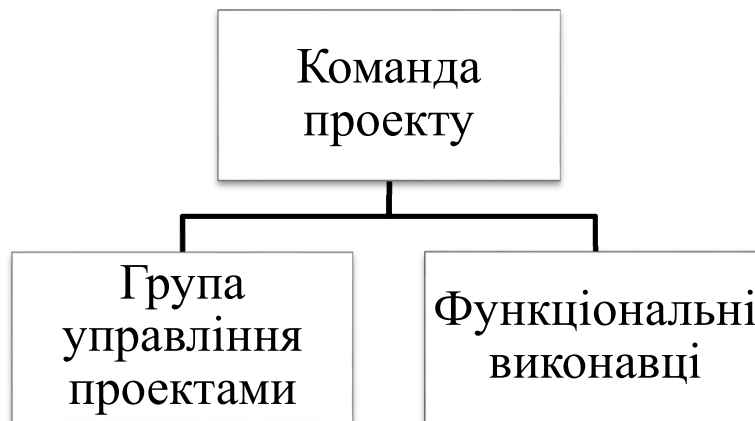 Команда
проекту
Група
управління
проектами
Функціональні
виконавці